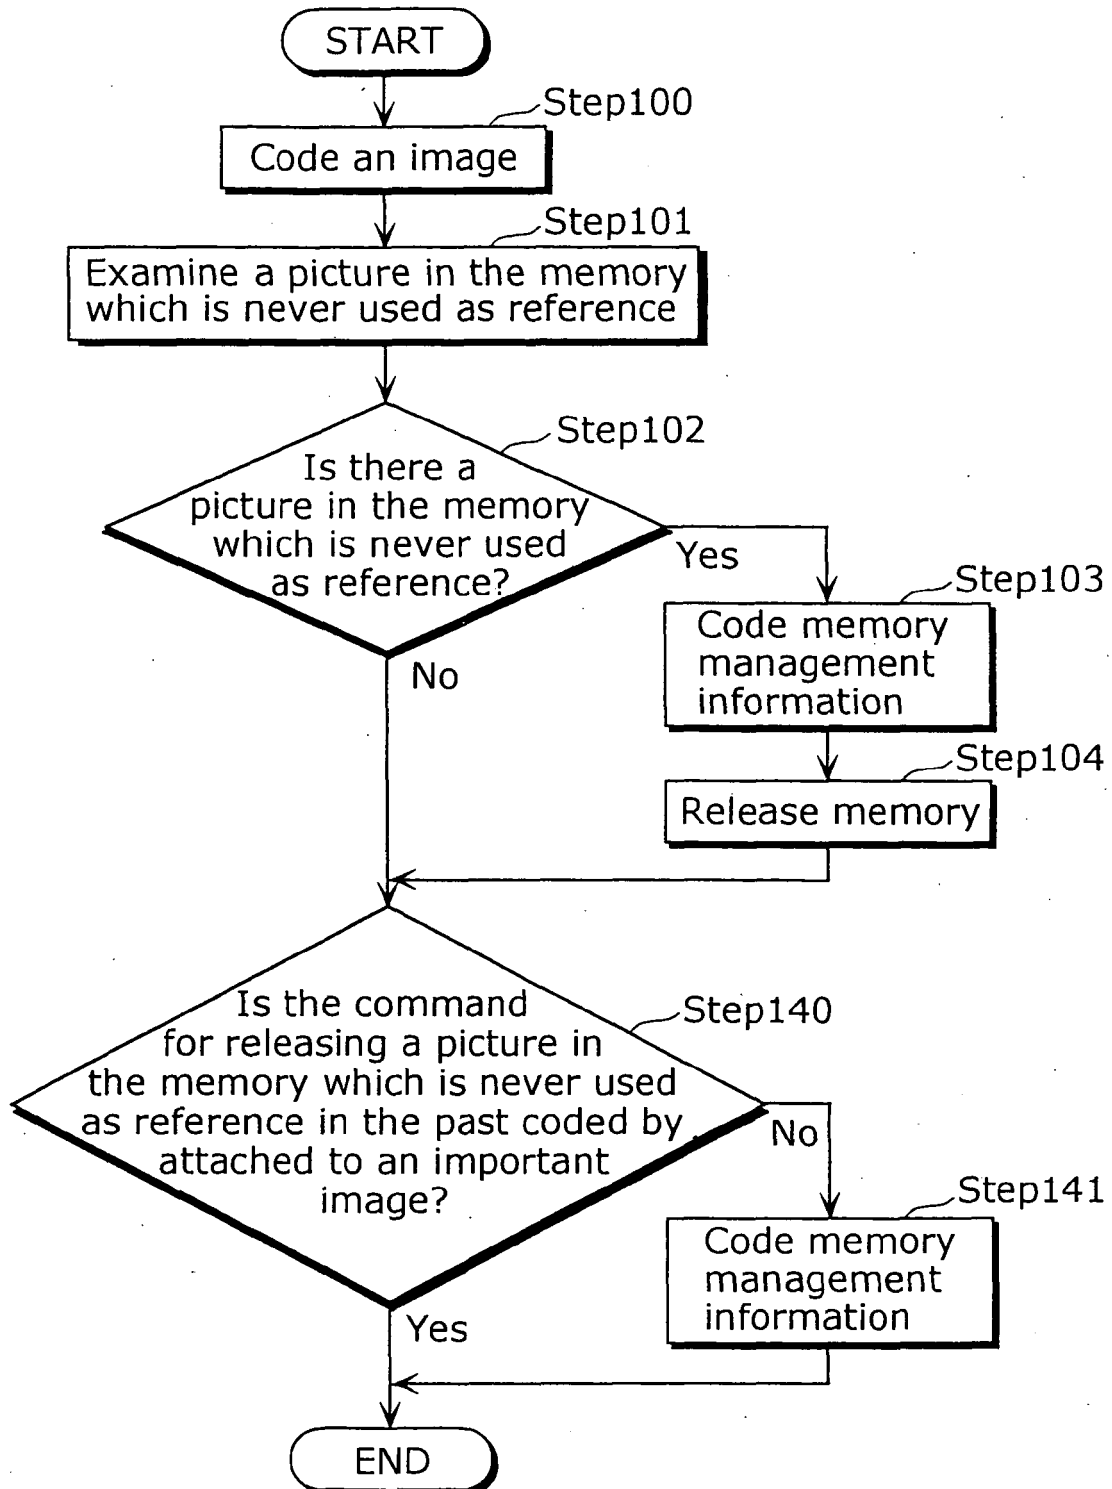 START
Step100
Code an image
Step101
Examine a picture in the memory
which is never used as reference
Step102
Is there a
picture in the memory
which is never used
as reference?
Yes
No
Step103
Code memory
management
information
Step104
Release memory
Step140
Is the command
for releasing a picture in
the memory which is never used
as reference in the past coded by
attached to an important
image?
No
Yes
Step141
Code memory
management
information
END